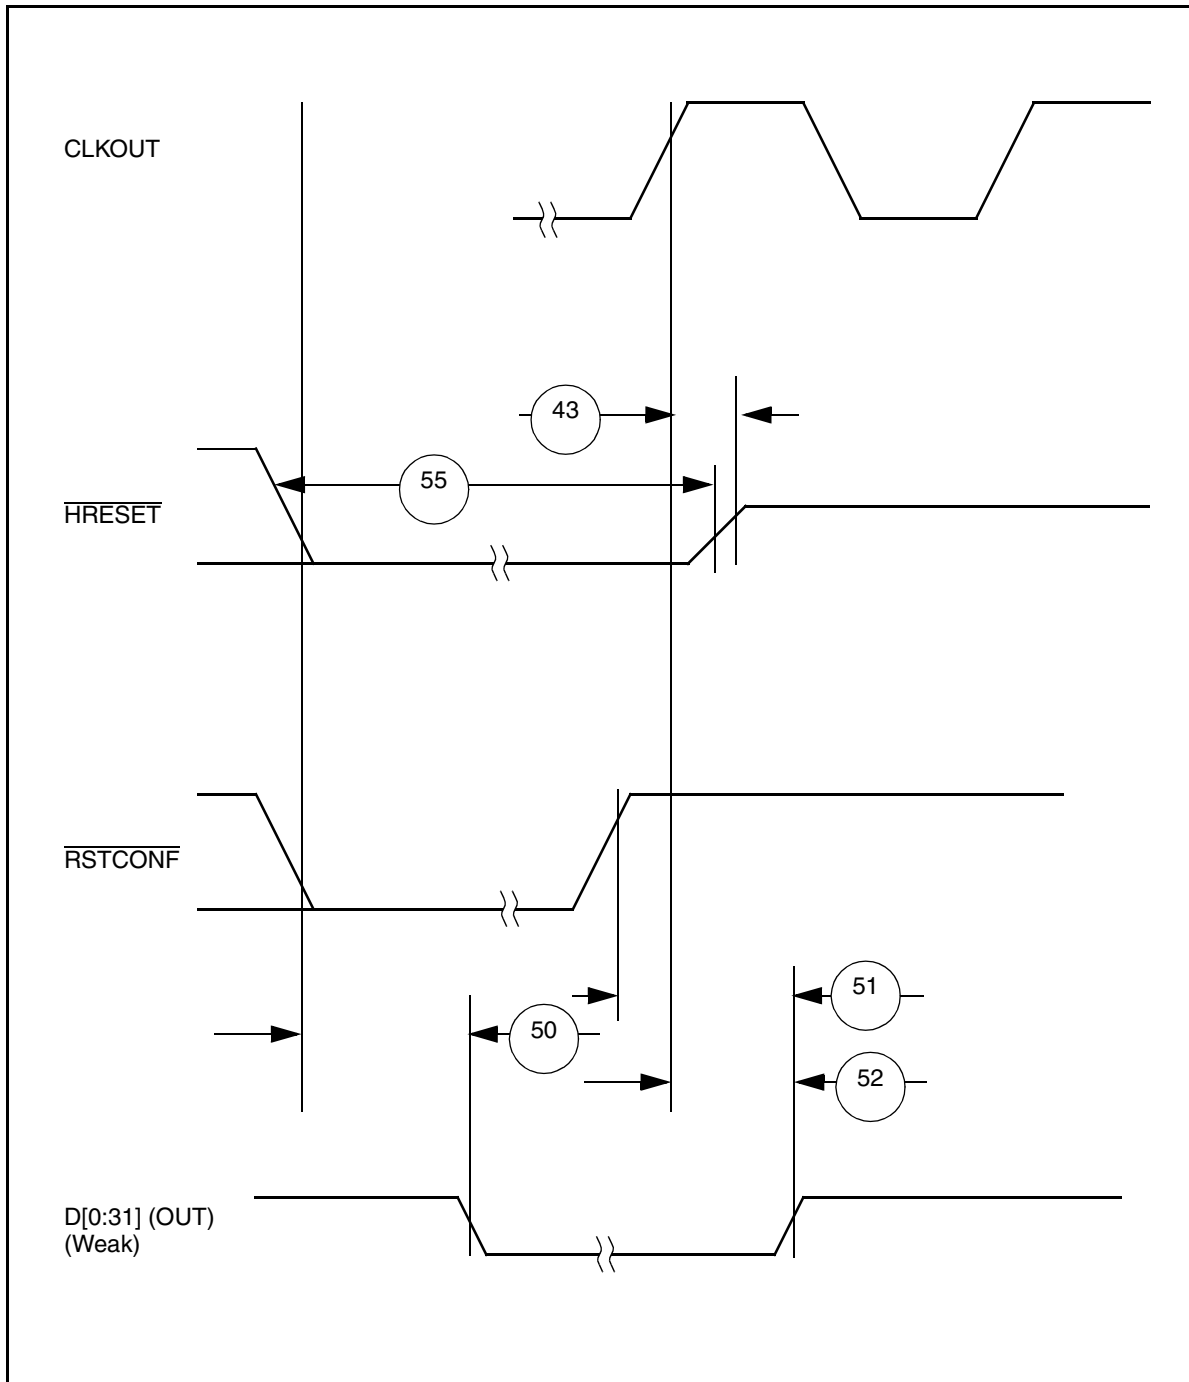 CLKOUT
43
55
HRESET
RSTCONF
51
50
52
D[0:31] (OUT)
(Weak)